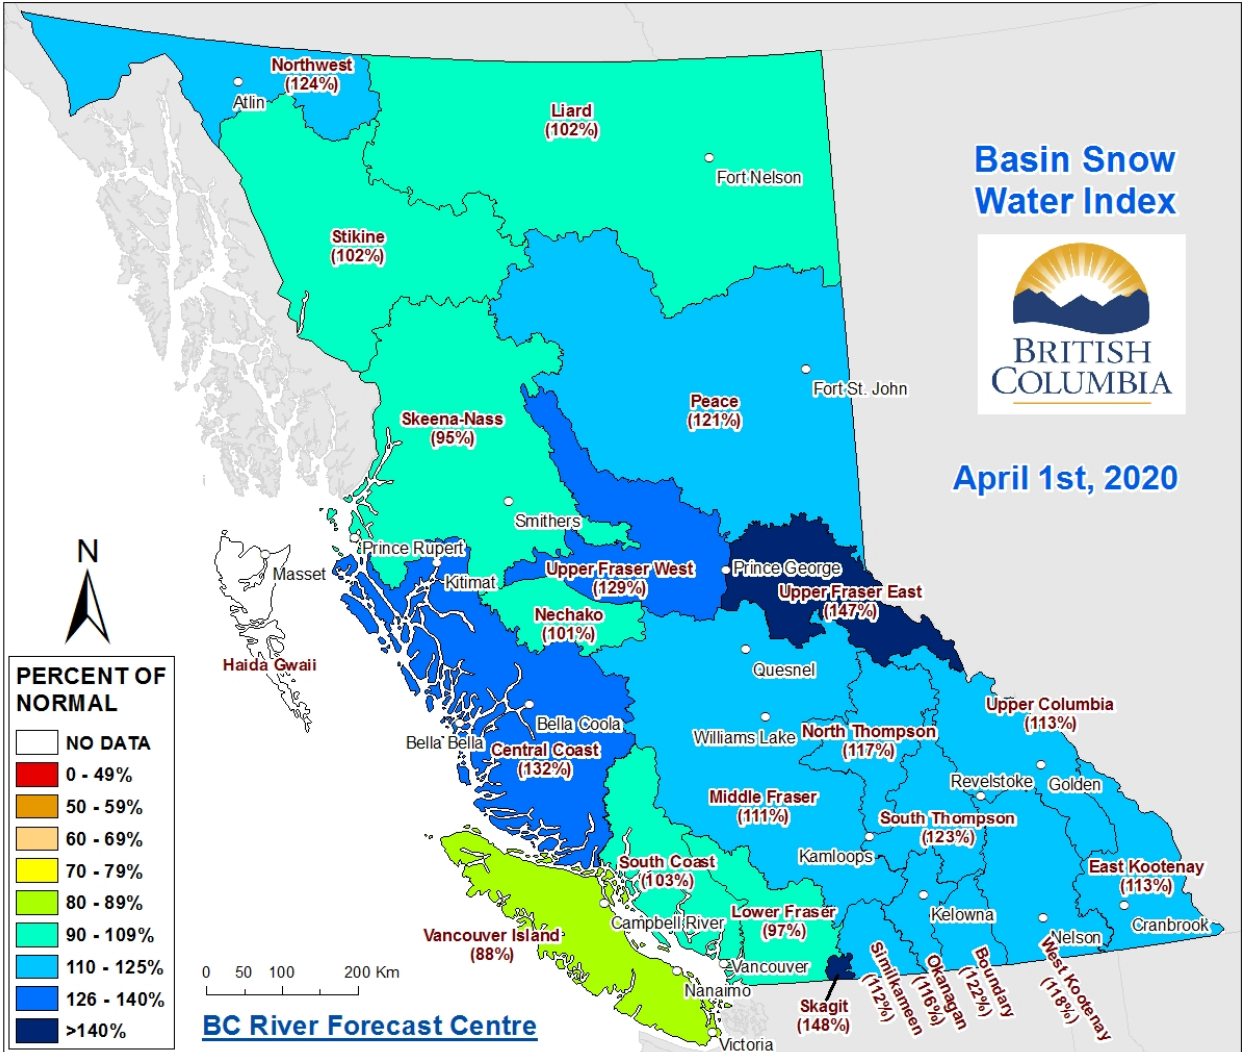 Northwest
(124%)
Atlin
Liard
(102%)
Fort Nelson
Basin Snow
Water Index
BRITISH
COLUMBIA
April 1st, 2020
Stikine
(102%)
Peace
(121%)
Fort St. John
Skeena-Nass
(95%)
Smithers
Prince Rupert
Kitimat
Masset
Haida Gwaii
Upper Fraser West
(129%)
Prince George
Upper Fraser East
(147%)
Nechako
(101%)
Quesnel
Bella Coola
Bella Bella
Central Coast
(132%)
Williams Lake
North Thompson
(117%)
Upper Columbia
(113%)
Revelstoke
Golden
Middle Fraser
(111%)
South Thompson
(123%)
Kamloops
South Coast
(103%)
East Kootenay
(113%)
Campbell River
Lower Fraser
(97%)
Kelowna
Nelson
Cranbrook
Vancouver Island
(88%)
Vancouver
Nanaimo
Victoria
Skagit
(148%)
Similkameen
(112%)
Okanagan
(116%)
Boundary
(122%)
West Kootenay
(118%)
N
PERCENT OF
NORMAL
NO DATA
0 - 49%
50 - 59%
60 - 69%
70 - 79%
80 - 89%
90 - 109%
110 - 125%
126 - 140%
>140%
0 50 100 200 Km
BC River Forecast Centre